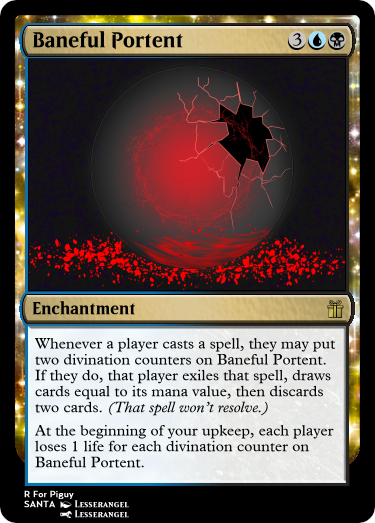 Baneful Portent 3
Enchantment
Whenever a player casts a spell, they may put
two divination counters on Baneful Portent.
If they do, that player exiles that spell, draws
cards equal to its mana value, then discards
two cards. (That spell won't resolve.)
At the beginning of your upkeep, each player
loses 1 life for each divination counter on
Baneful Portent.
R For Piguy
SANTA LESSERANGEL
LESSERANGEL